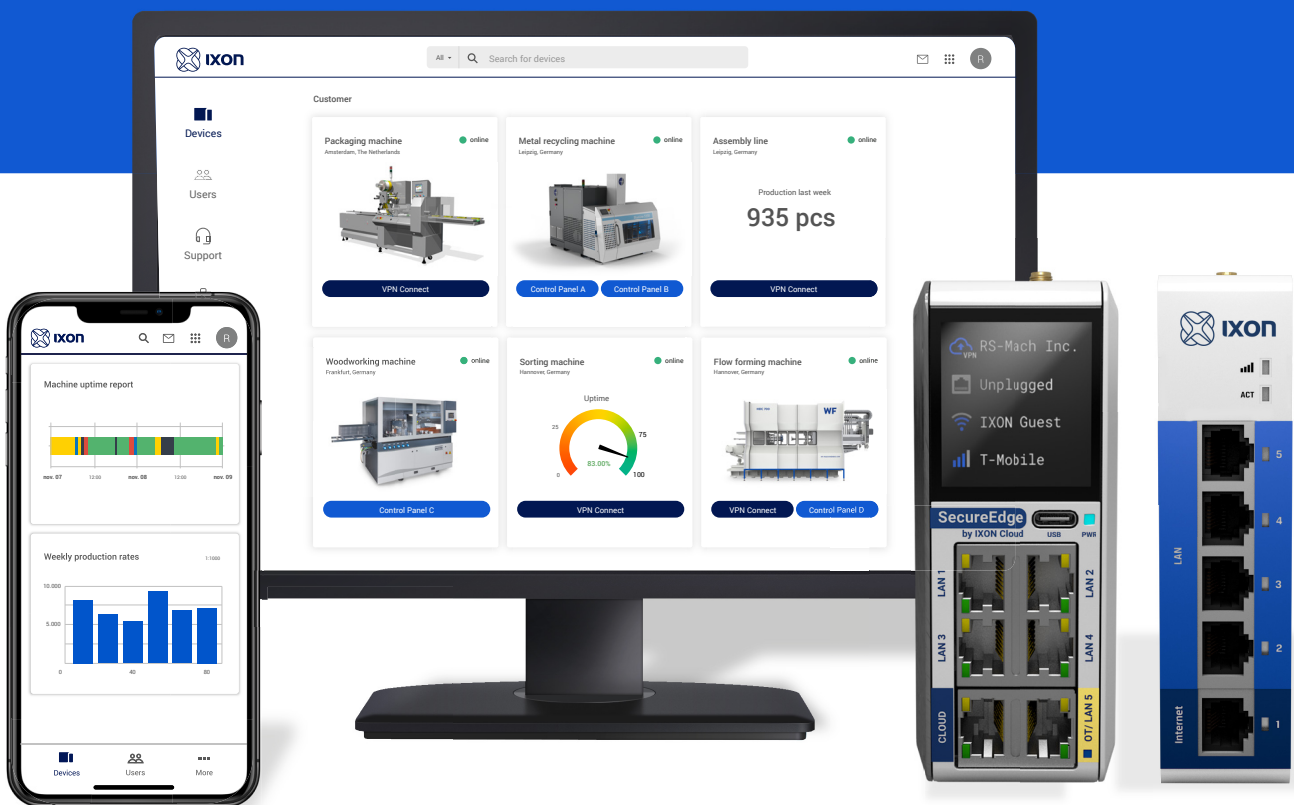 IXON
All
Search for devices
R
Devices
Users
Support
Customer
Packaging machine
online
Amsterdam, The Netherlands
VPN Connect
Metal recycling machine
online
Leipzig, Germany
Control Panel A
Control Panel B
Assembly line
online
Leipzig, Germany
Production last week
935 pcs
VPN Connect
Woodworking machine
online
Frankfurt, Germany
Control Panel C
Sorting machine
online
Hannover, Germany
Uptime
25
75
0
83.00%
100
VPN Connect
Flow forming machine
online
Hannover, Germany
WF
VPN Connect
Control Panel D
IXON
R
Machine uptime report
nov. 07
12:00
nov. 08
12:00
nov. 09
Weekly production rates
1:1000
10.000
5.000
0
40
80
Devices
Users
More
VPN
RS-Mach Inc.
Unplugged
IXON Guest
T-Mobile
SecureEdge
by IXON Cloud
USB
PWR
LAN 1
LAN 2
LAN 3
LAN 4
CLOUD
OT/ LAN 5
IXON
ACT
5
4
LAN
3
2
Internet
1